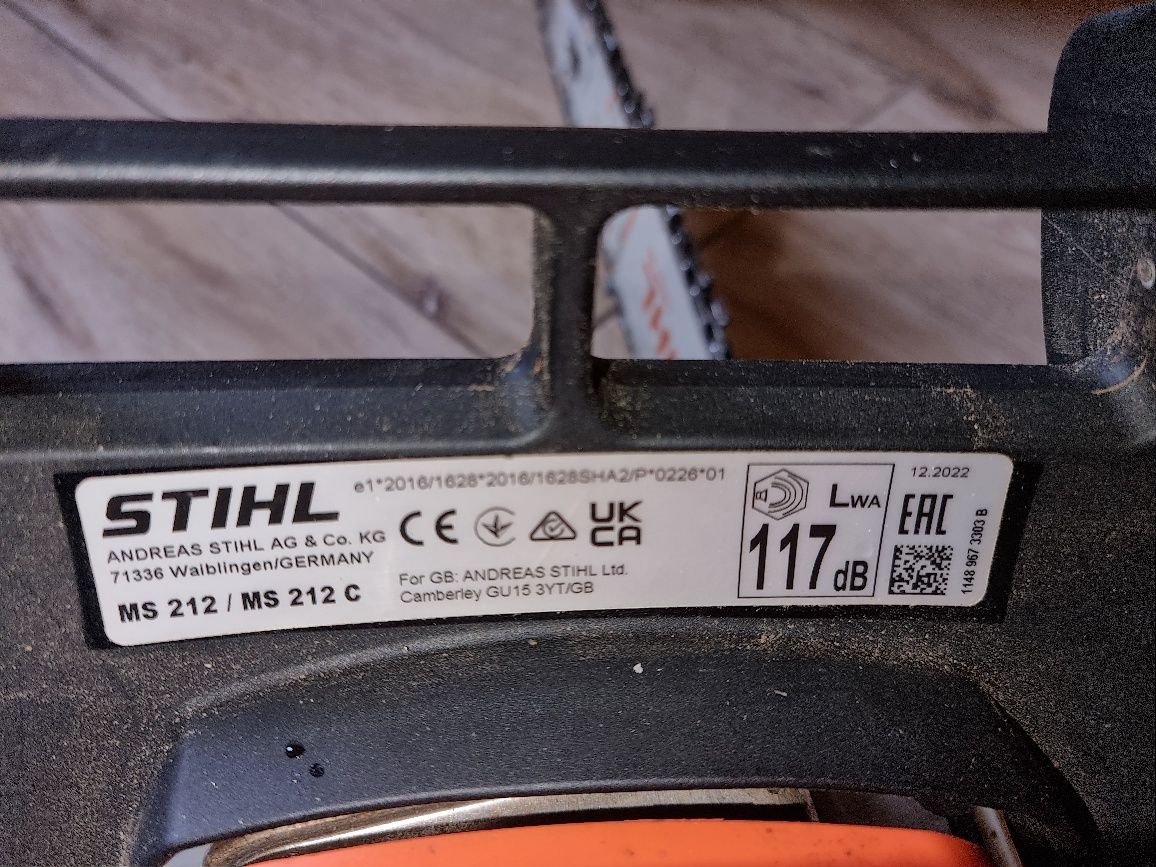 STIHL
ANDREAS STIHL AG & Co. KG
71336 Waiblingen/GERMANY
MS 212 / MS 212 C
e1*2016/1628*2016/1628SHA2/P*0226*01
CE
UK
CA
For GB: ANDREAS STIHL Ltd.
Camberley GU15 3YT/GB
LWA
117 dB
12.2022
EAC
1148 967 3303 B